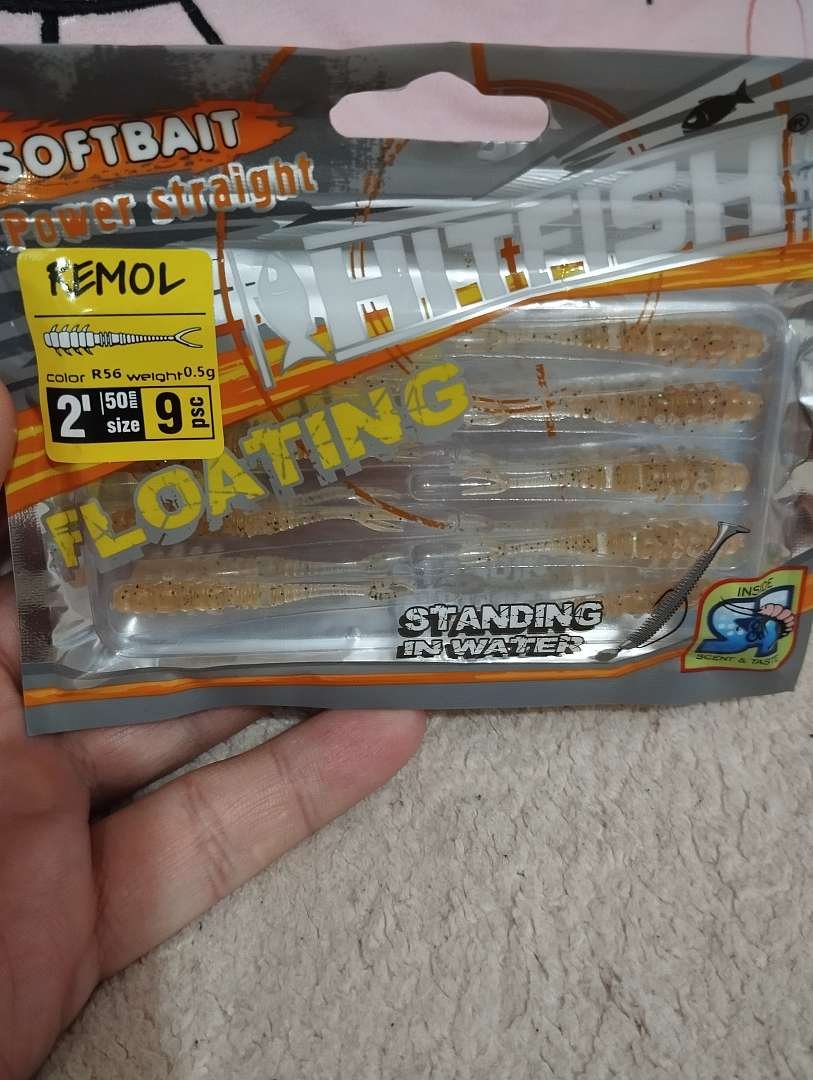 SOFTBAIT
Power straight
HITFISH®
REMOL
color R56 weight 0.5g
2" 50mm size 9 psc
FLOATING
STANDING
IN WATER
INSIDE
SCENT & TASTE